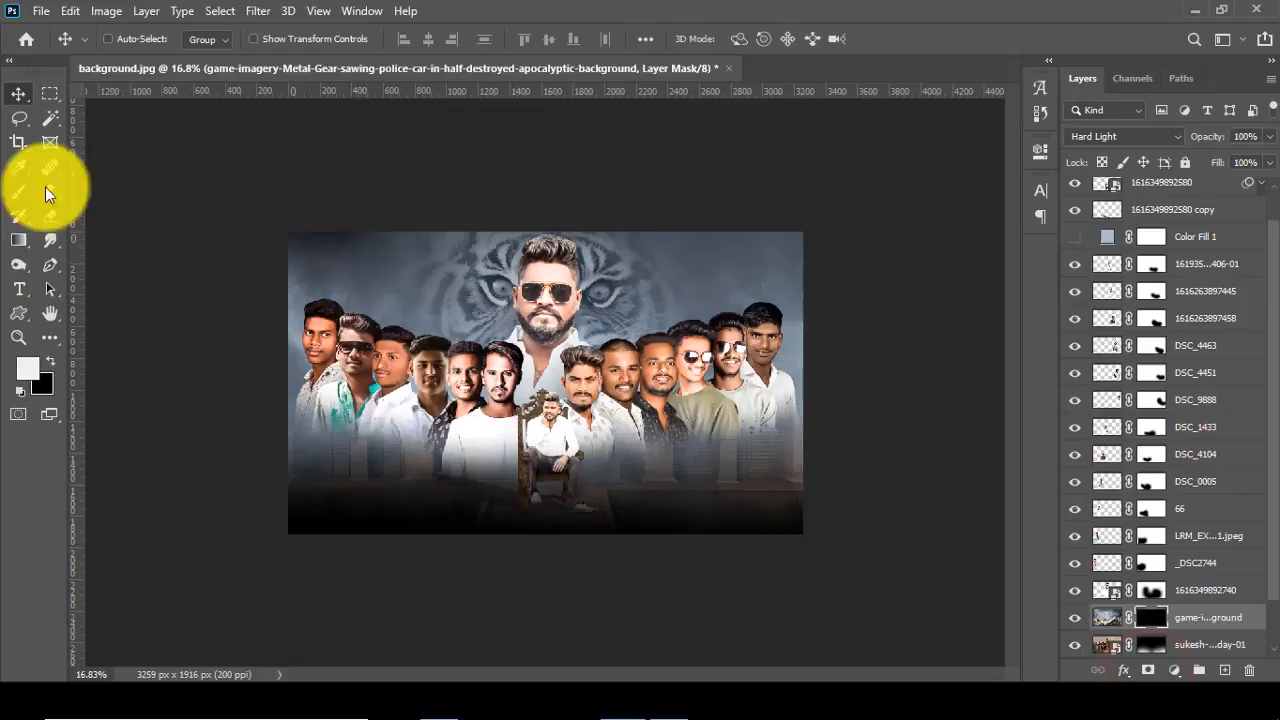 Ps File Edit Image Layer Type Select Filter 3D View Window Help
Auto-Select: Group Show Transform Controls 3D Mode:
background.jpg @ 16.8% (game-imagery-Metal-Gear-sawing-police-car-in-half-destroyed-apocalyptic-background, Layer Mask/8) *
1200 1000 800 600 400 200 0 200 400 600 800 1000 1200 1400 1600 1800 2000 2200 2400 2600 2800 3000 3200 3400 3600 3800 4000 4200 4400
Layers Channels Paths
Kind
Hard Light Opacity: 100%
Lock: Fill: 100%
1616349892580
1616349892580 copy
Color Fill 1
161935...406-01
1616263897445
1616263897458
DSC_4463
DSC_4451
DSC_9888
DSC_1433
DSC_4104
DSC_0005
66
LRM_EX...1.jpeg
_DSC2744
1616349892740
game-i...ground
sukesh-...day-01
16.83% 3259 px x 1916 px (200 ppi)